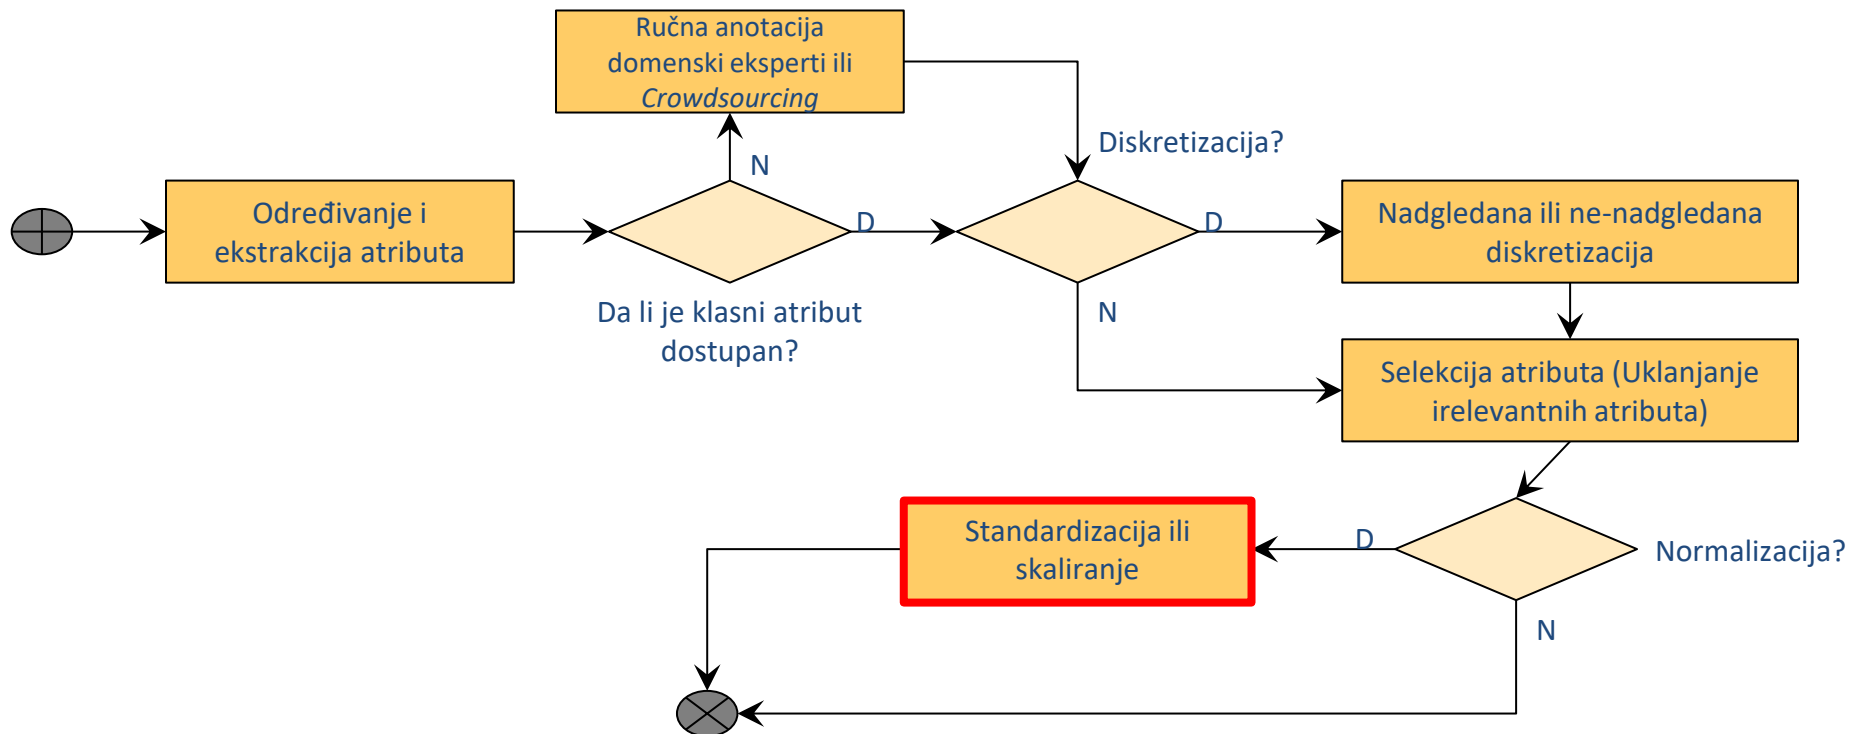 Ručna anotacija
domenski eksperti ili
Crowdsourcing
Diskretizacija?
N
Određivanje i
ekstrakcija atributa
D
D
Nadgledana ili ne-nadgledana
diskretizacija
Da li je klasni atribut
dostupan?
N
Selekcija atributa (Uklanjanje
irelevantnih atributa)
Standardizacija ili
skaliranje
D
Normalizacija?
N